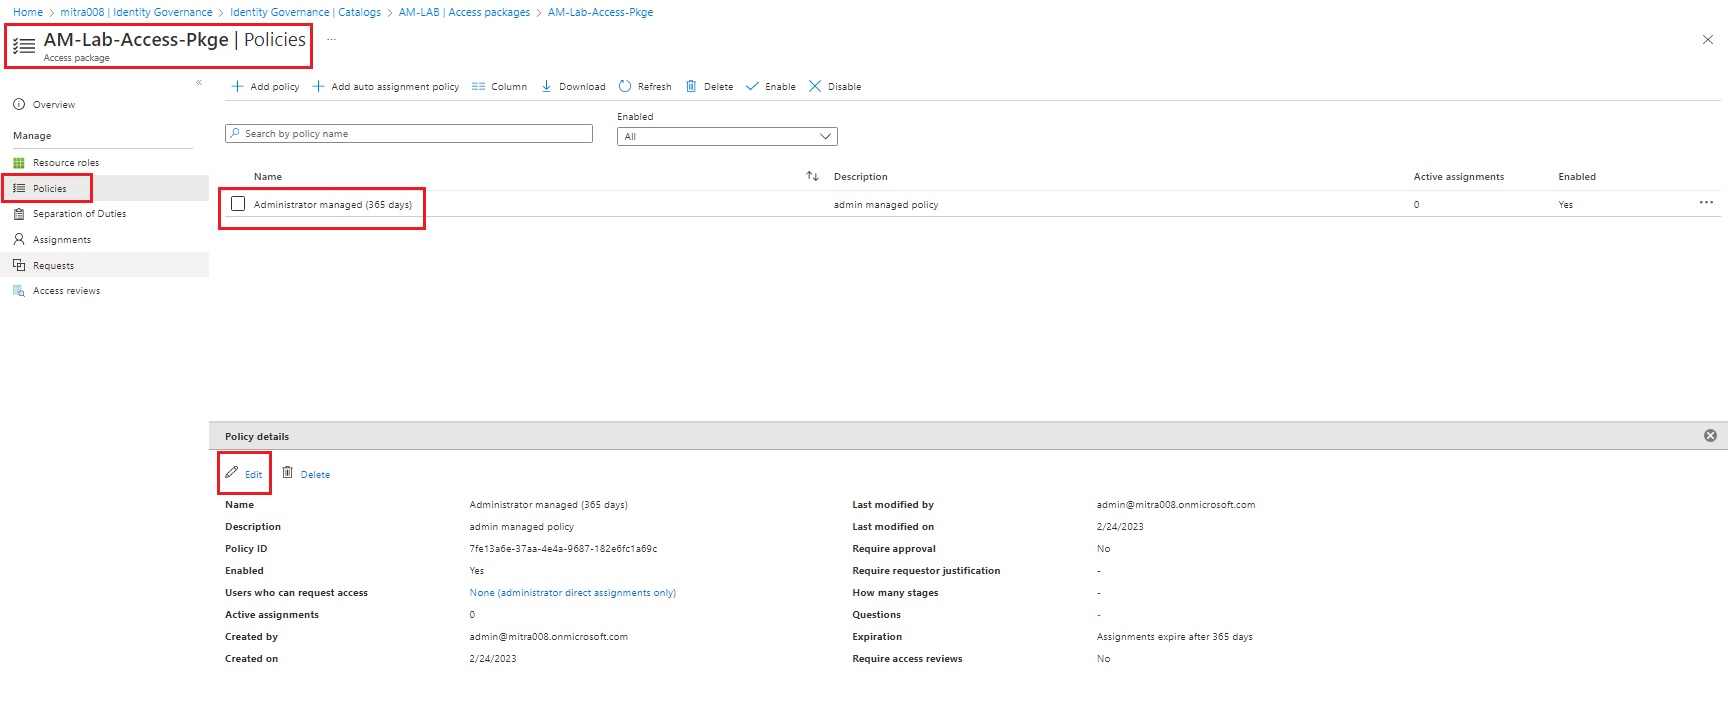 Home > mitra008 | Identity Governance > Identity Governance | Catalogs > AM-LAB | Access packages > AM-Lab-Access-Pkge
AM-Lab-Access-Pkge | Policies ...
Access package
«
Add policy Add auto assignment policy Column Download Refresh Delete Enable Disable
Overview
Manage
Resource roles
Policies
Separation of Duties
Assignments
Requests
Access reviews
Enabled
Search by policy name All
Name Description Active assignments Enabled
Administrator managed (365 days) admin managed policy 0 Yes ...
Policy details
Edit Delete
Name Administrator managed (365 days) Last modified by admin@mitra008.onmicrosoft.com
Description admin managed policy Last modified on 2/24/2023
Policy ID 7fe13a6e-37aa-4e4a-9687-182e6fc1a69c Require approval No
Enabled Yes Require requestor justification -
Users who can request access None (administrator direct assignments only) How many stages -
Active assignments 0 Questions -
Created by admin@mitra008.onmicrosoft.com Expiration Assignments expire after 365 days
Created on 2/24/2023 Require access reviews No